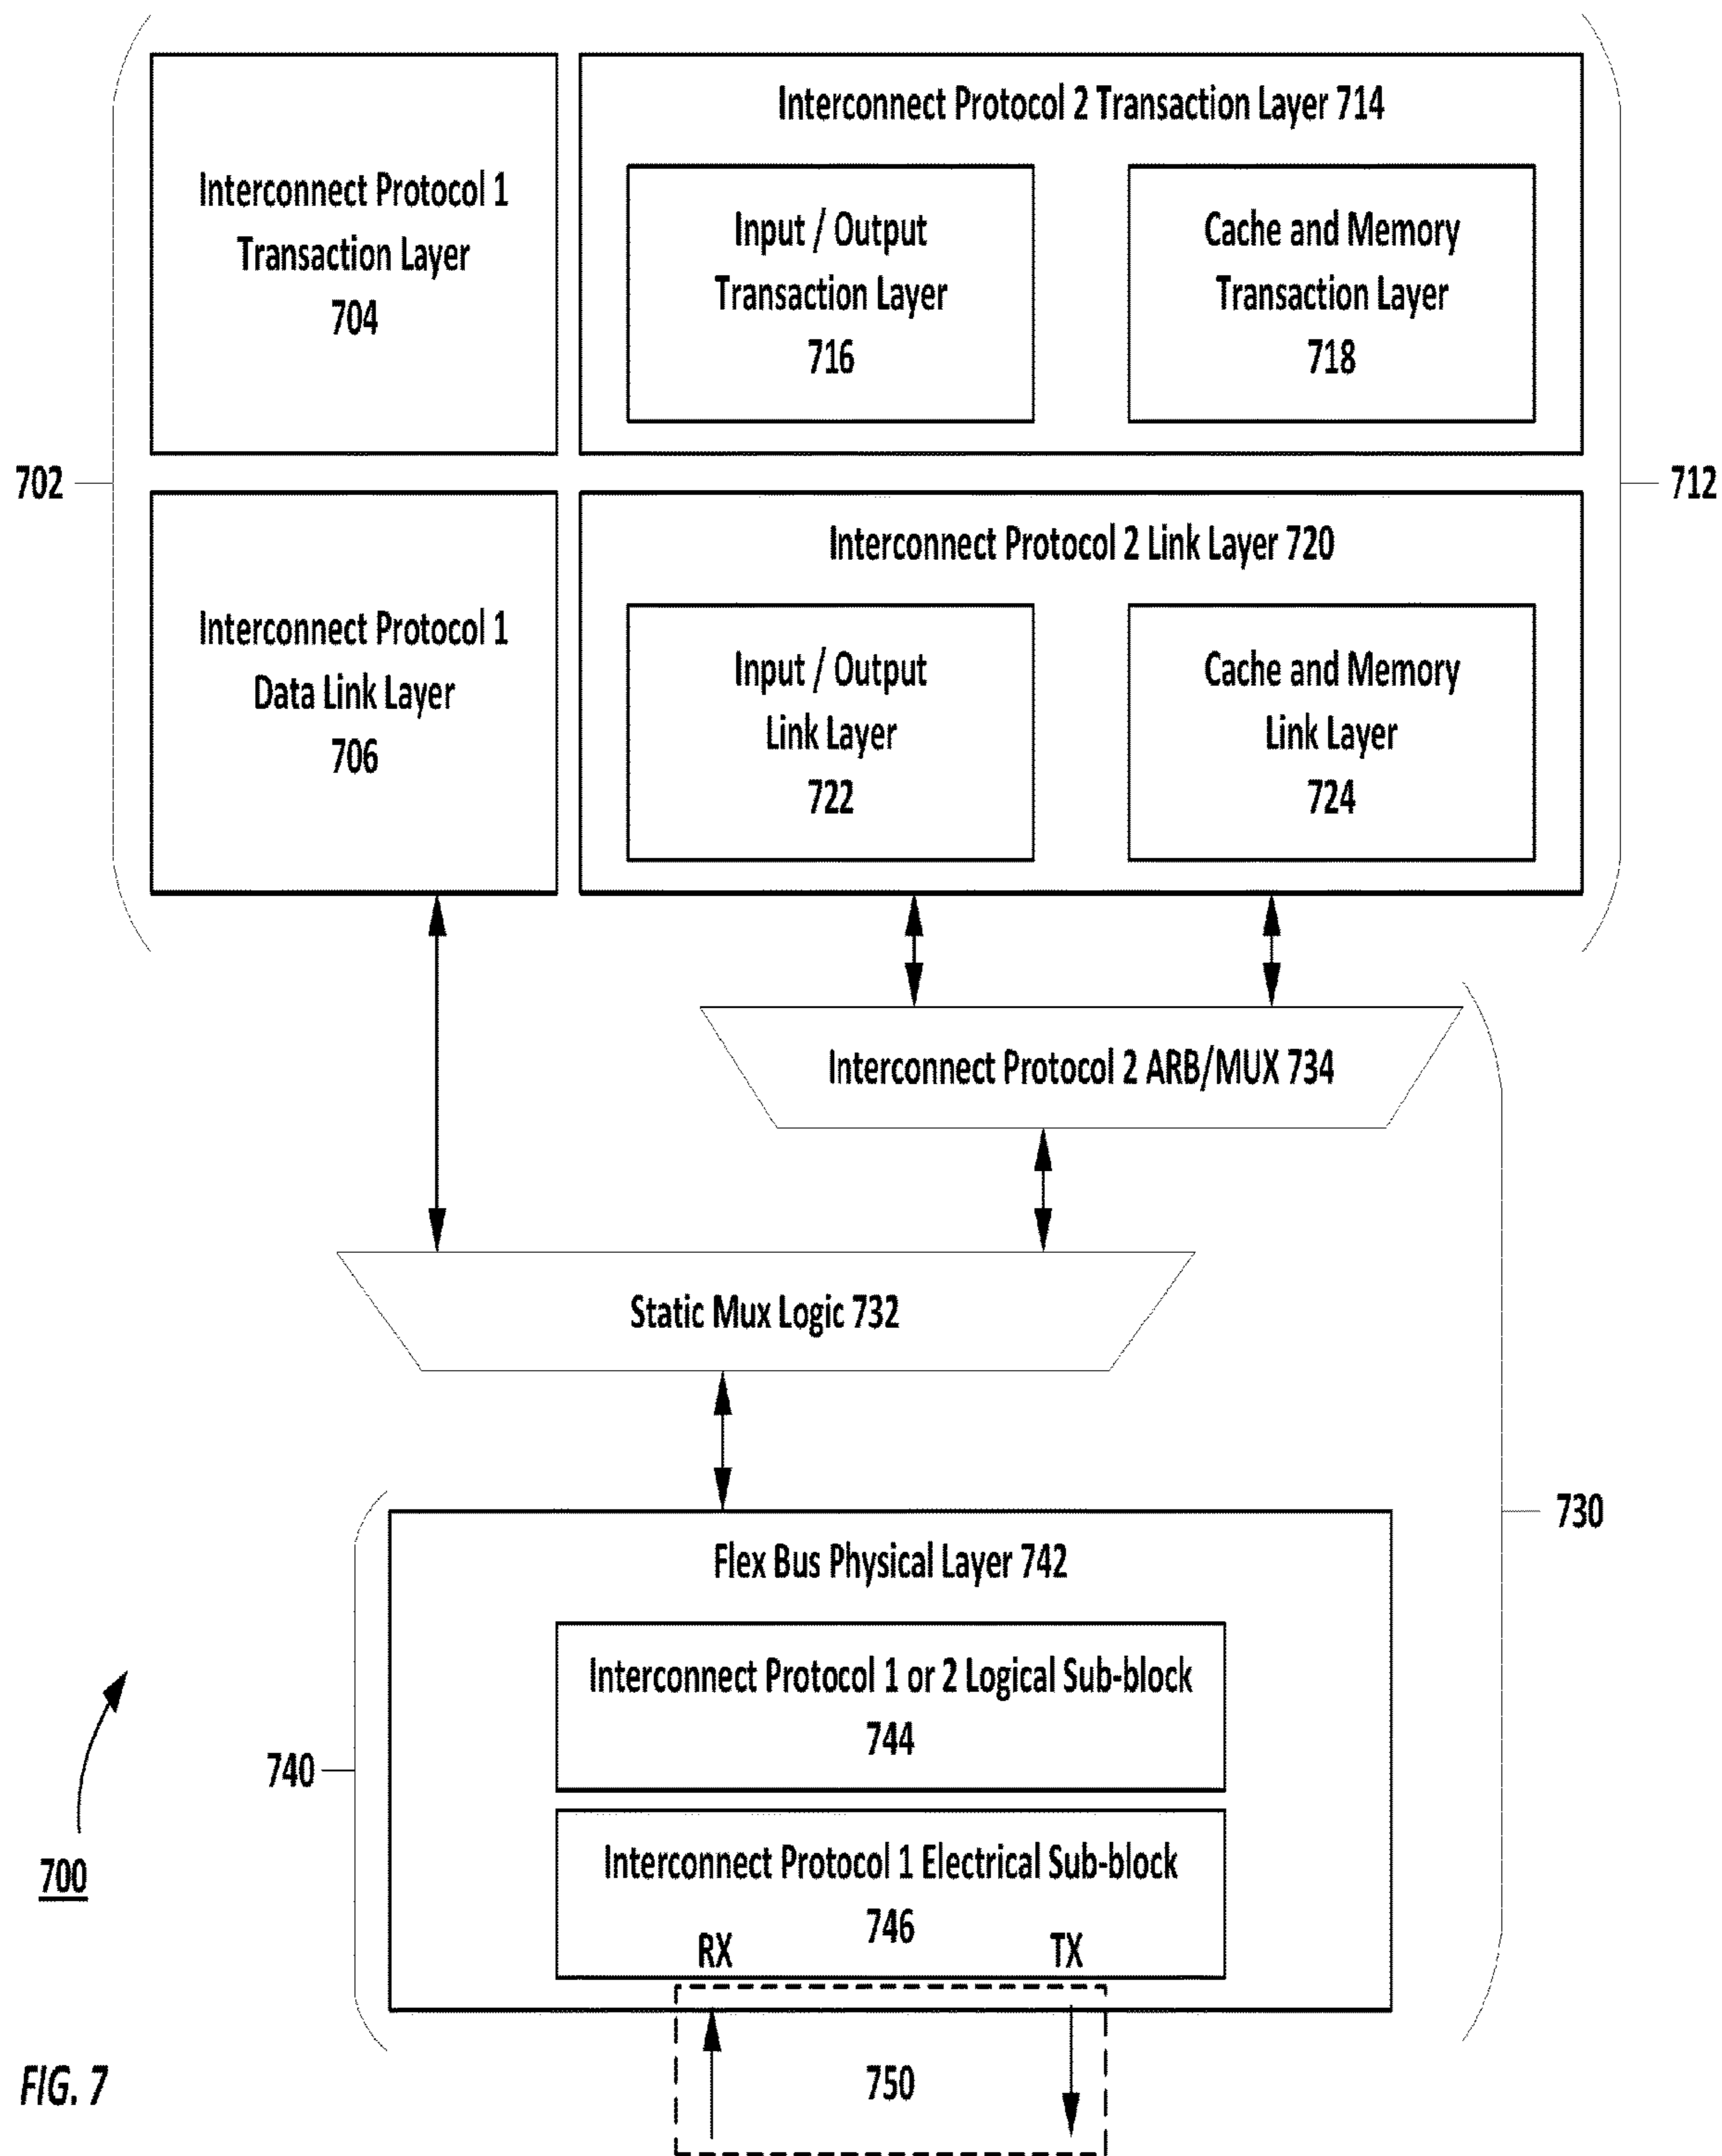 Interconnect Protocol 1
Transaction Layer
704
Interconnect Protocol 2 Transaction Layer 714
Input / Output
Transaction Layer
716
Cache and Memory
Transaction Layer
718
702
712
Interconnect Protocol 1
Data Link Layer
706
Interconnect Protocol 2 Link Layer 720
Input / Output
Link Layer
722
Cache and Memory
Link Layer
724
Interconnect Protocol 2 ARB/MUX 734
Static Mux Logic 732
730
Flex Bus Physical Layer 742
Interconnect Protocol 1 or 2 Logical Sub-block
744
740
Interconnect Protocol 1 Electrical Sub-block
746
RX
TX
700
750
FIG. 7